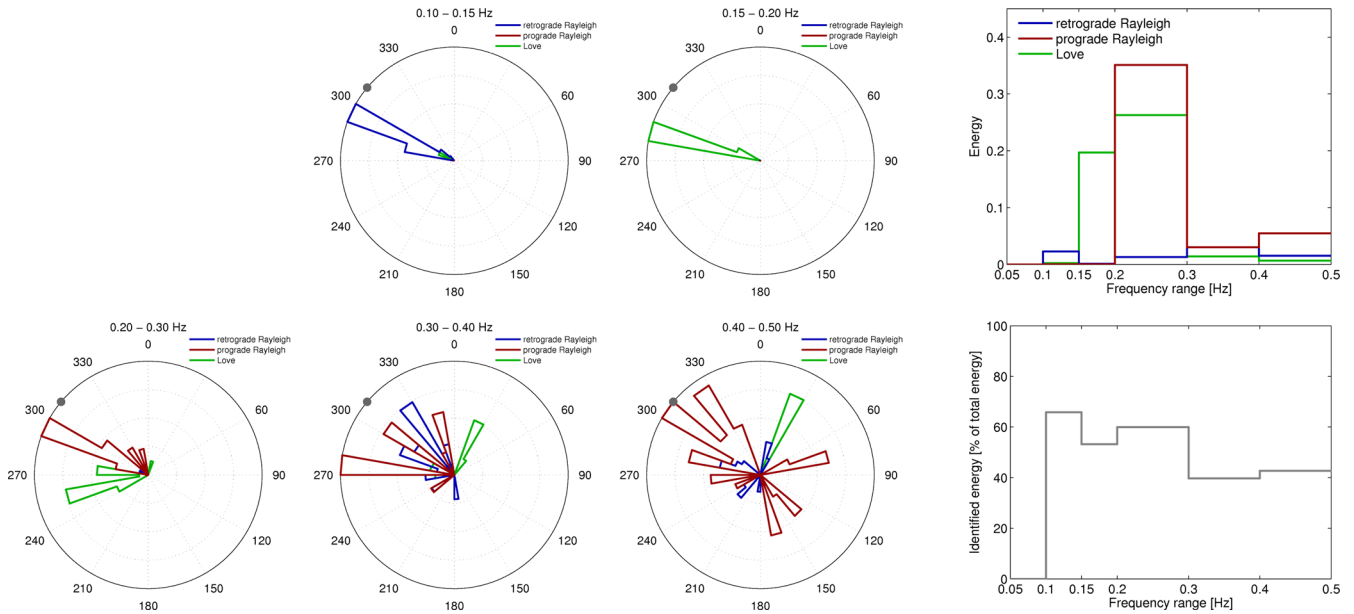 0.10 – 0.15 Hz
retrograde Rayleigh
prograde Rayleigh
Love
0
60
90
120
150
180
210
240
270
300
330
0.15 – 0.20 Hz
retrograde Rayleigh
prograde Rayleigh
Love
0
60
90
120
150
180
210
240
270
300
330
retrograde Rayleigh
prograde Rayleigh
Love
Energy
0.4
0.3
0.2
0.1
0
0.05 0.1 0.15 0.2 0.3 0.4 0.5
Frequency range [Hz]
0.20 – 0.30 Hz
retrograde Rayleigh
prograde Rayleigh
Love
0
60
90
120
150
180
210
240
270
300
330
0.30 – 0.40 Hz
retrograde Rayleigh
prograde Rayleigh
Love
0
60
90
120
150
180
210
240
270
300
330
0.40 – 0.50 Hz
retrograde Rayleigh
prograde Rayleigh
Love
0
60
90
120
150
180
210
240
270
300
330
Identified energy [% of total energy]
100
80
60
40
20
0
0.05 0.1 0.15 0.2 0.3 0.4 0.5
Frequency range [Hz]